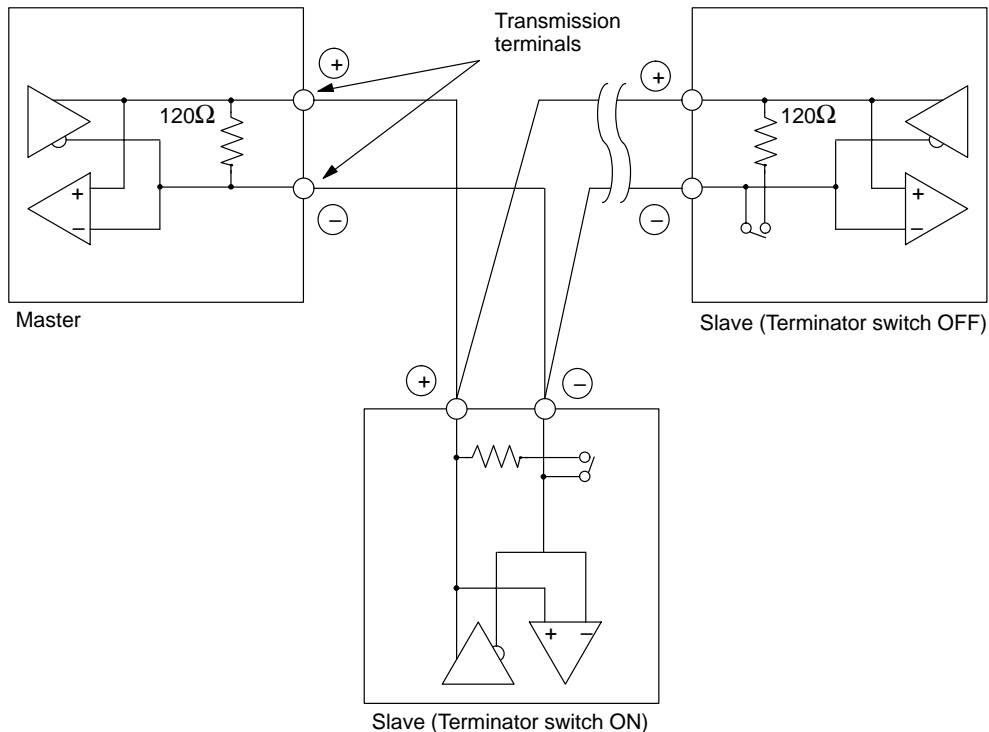 Transmission
terminals
+
+
120Ω
120Ω
+
−
+
−
−
−
Master
Slave (Terminator switch OFF)
+
−
+ −
Slave (Terminator switch ON)